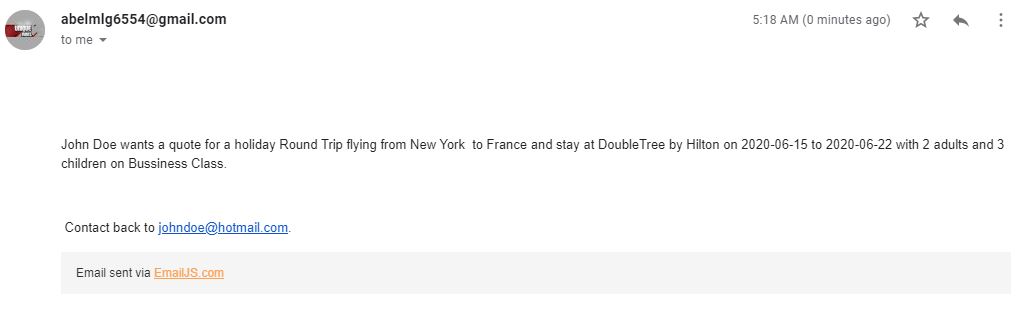 abelmlg6554@gmail.com
5:18 AM (0 minutes ago)
to me
John Doe wants a quote for a holiday Round Trip flying from New York  to France and stay at DoubleTree by Hilton on 2020-06-15 to 2020-06-22 with 2 adults and 3
children on Bussiness Class.
Contact back to johndoe@hotmail.com.
Email sent via EmailJS.com